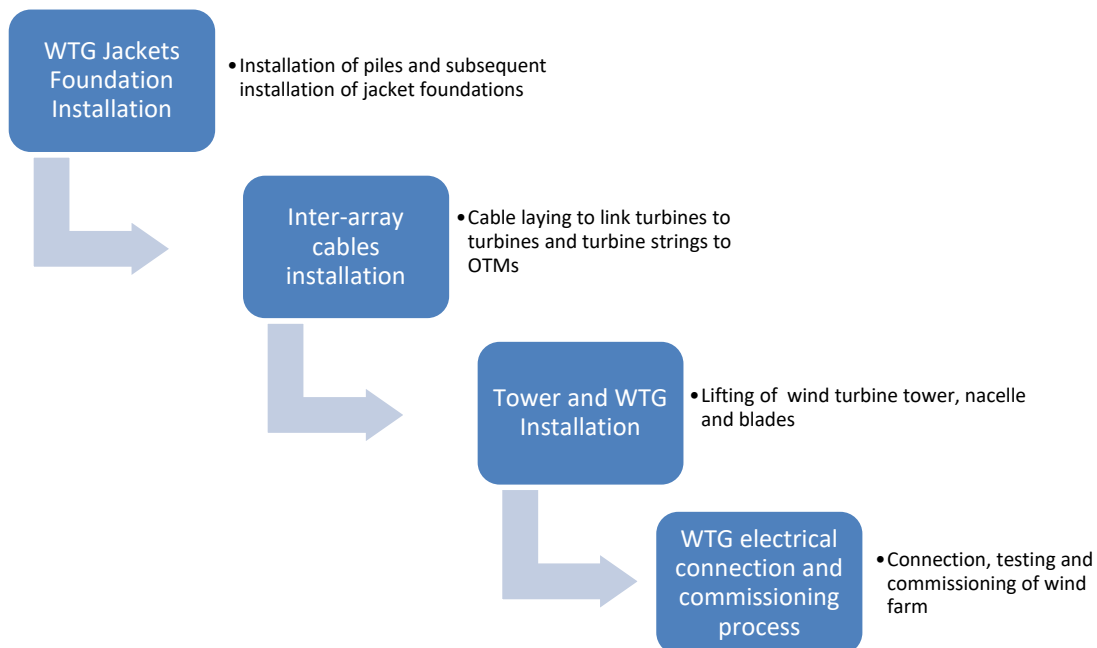 WTG Jackets
Foundation
Installation
•Installation of piles and subsequent
installation of jacket foundations
Inter-array
cables
installation
•Cable laying to link turbines to
turbines and turbine strings to
OTMs
Tower and WTG
Installation
•Lifting of  wind turbine tower, nacelle
and blades
WTG electrical
connection and
commissioning
process
•Connection, testing and
commissioning of wind
farm